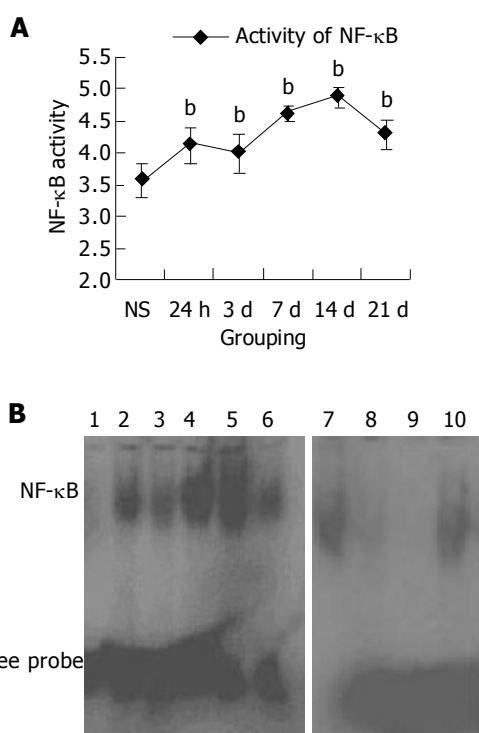 A
Activity of NF-κB
NF-κB activity
5.5
5.0
4.5
4.0
3.5
3.0
2.5
2.0
b
b
b
b
b
NS 24 h 3 d 7 d 14 d 21 d
Grouping
B
1 2 3 4 5 6 7 8 9 10
NF-κB
ee probe